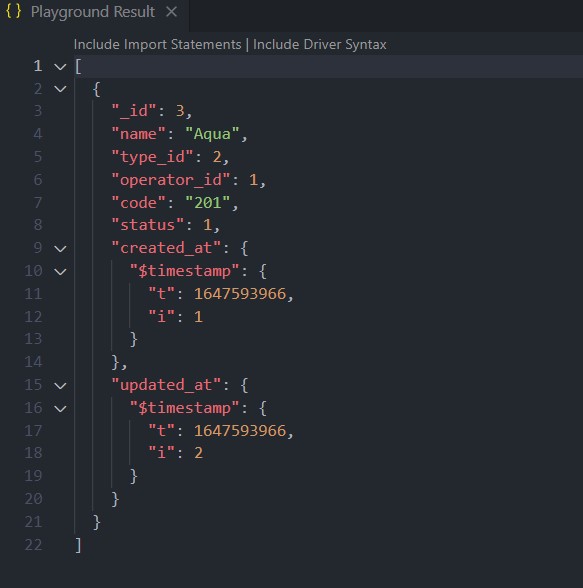 {} Playground Result ×
Include Import Statements | Include Driver Syntax
1 [
2 {
3 "_id": 3,
4 "name": "Aqua",
5 "type_id": 2,
6 "operator_id": 1,
7 "code": "201",
8 "status": 1,
9 "created_at": {
10 "$timestamp": {
11 "t": 1647593966,
12 "i": 1
13 }
14 },
15 "updated_at": {
16 "$timestamp": {
17 "t": 1647593966,
18 "i": 2
19 }
20 }
21 }
22 ]